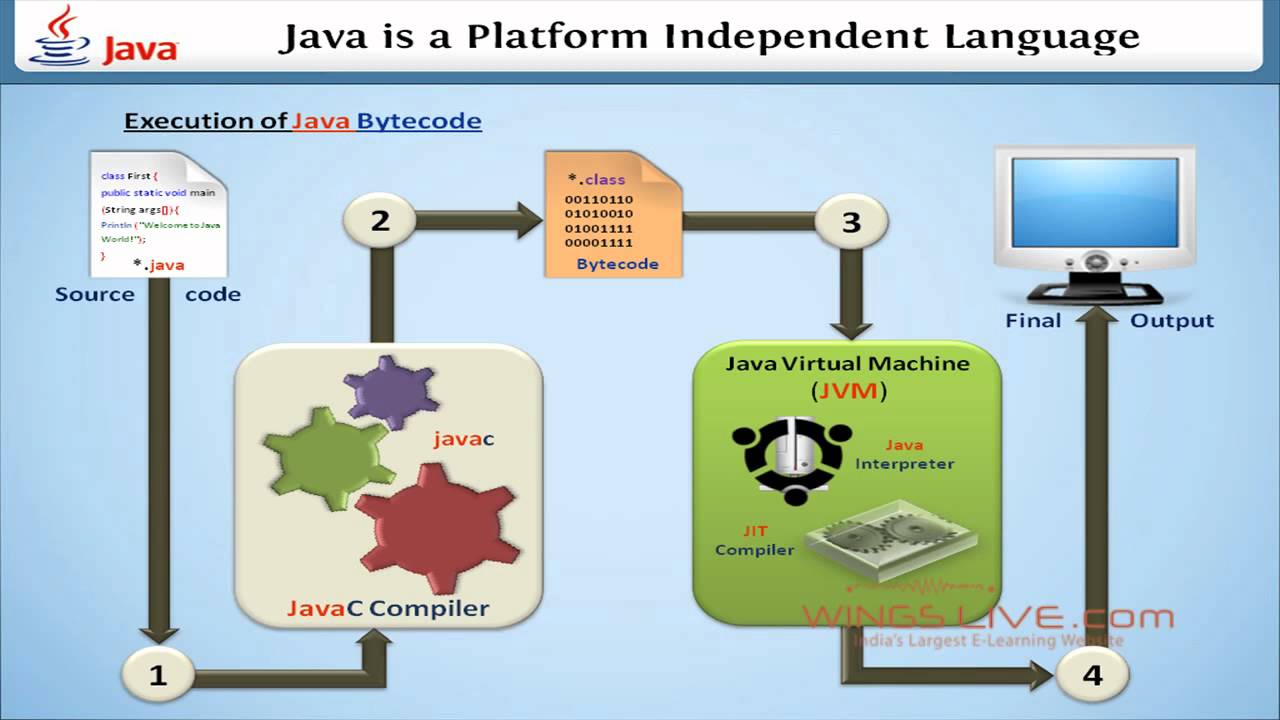 Java
Java is a Platform Independent Language
Execution of Java Bytecode
class First {
public static void main
(String args[]){
Println ("Welcome to Java
World!");
}
*.java
Source code
1
2
javac
JavaC Compiler
*.class
00110110
01010010
01001111
00001111
Bytecode
3
Java Virtual Machine
(JVM)
Java
Interpreter
JIT
Compiler
4
Final Output
WINGS LIVE.com
India's Largest E-Learning Website